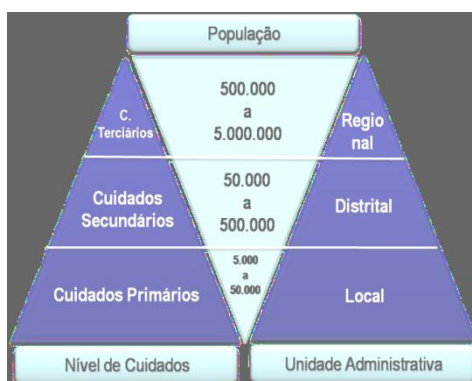 População
C.
Terciários
500.000
a
5.000.000
Regio
nal
Cuidados
Secundários
50.000
a
500.000
Distrital
Cuidados Primários
5.000
a
50.000
Local
Nível de Cuidados
Unidade Administrativa